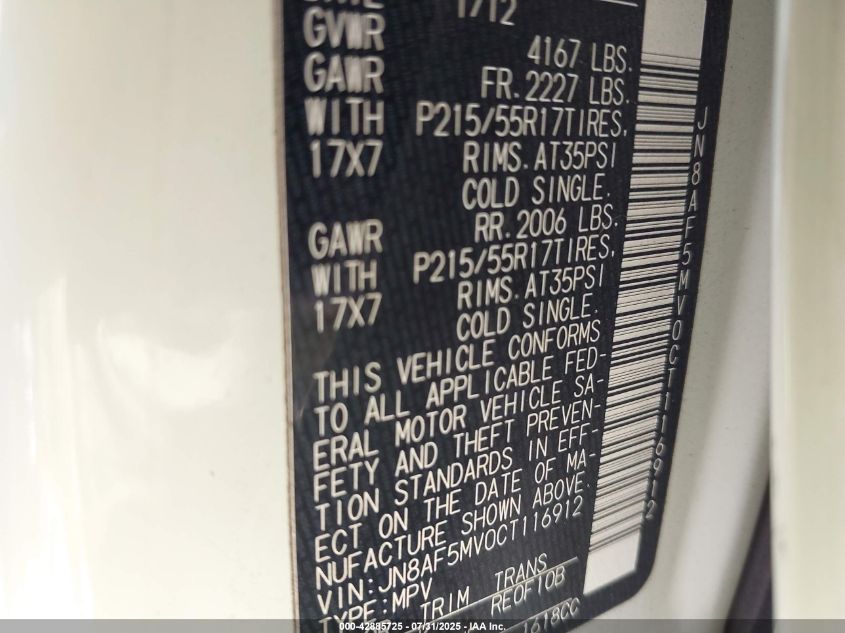 1/12
GVWR 4167 LBS.
GAWR FR. 2227 LBS.
WITH P215/55R17TIRES,
17X7 RIMS. AT35PSI
COLD SINGLE.
GAWR RR. 2006 LBS.
WITH P215/55R17TIRES,
17X7 RIMS. AT35PSI
COLD SINGLE.
THIS VEHICLE CONFORMS
TO ALL APPLICABLE FED-
ERAL MOTOR VEHICLE SA-
FETY AND THEFT PREVEN-
TION STANDARDS IN EFF-
ECT ON THE DATE OF MA-
NUFACTURE SHOWN ABOVE.
VIN:JN8AF5MV0CT116912
TYPE:MPV
TRIM TRANS
RE0F10B
1618CC
JN8AF5MV0CT116912
000-42885725 - 07/31/2025 - IAA Inc.